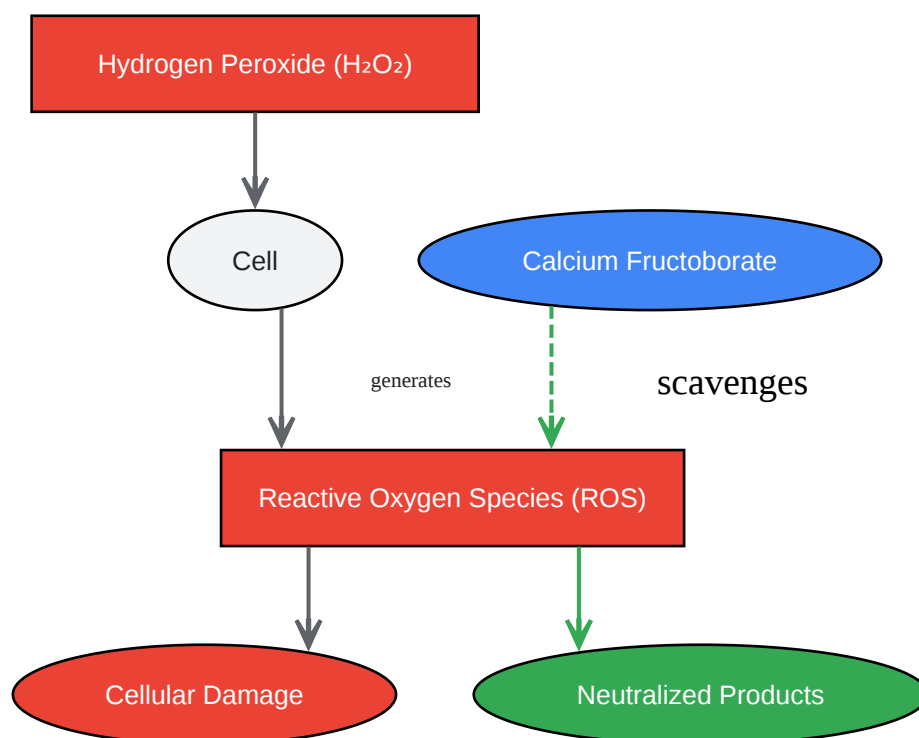 Hydrogen Peroxide (H₂O₂)
Cell
Calcium Fructoborate
generates
scavenges
Reactive Oxygen Species (ROS)
Cellular Damage
Neutralized Products